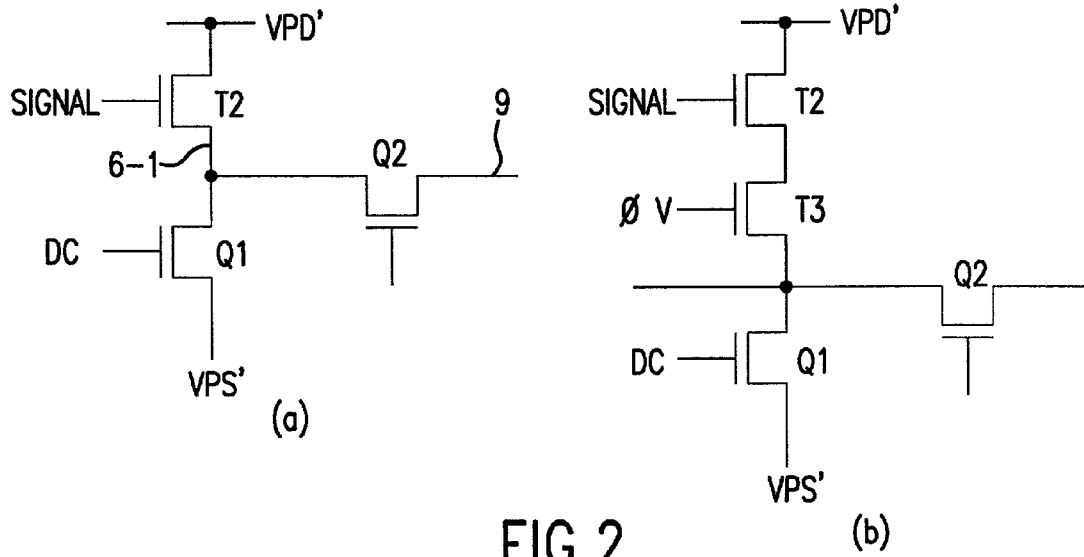 VPD'
SIGNAL
T2
6-1
9
Q2
DC
Q1
VPS'
(a)
VPD'
SIGNAL
T2
Ø V
T3
Q2
DC
Q1
VPS'
(b)
FIG.2